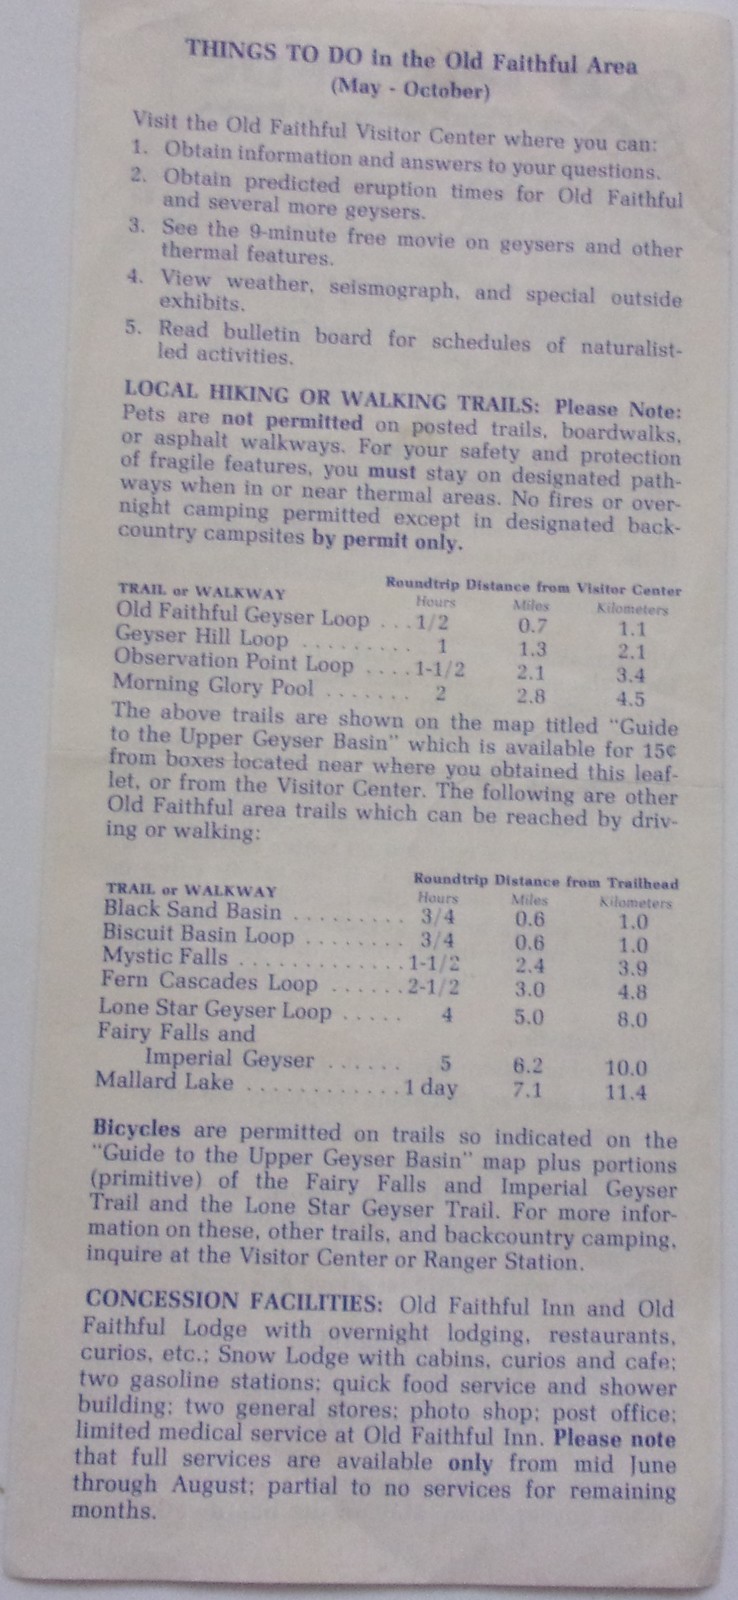 THINGS TO DO in the Old Faithful Area
(May - October)
Visit the Old Faithful Visitor Center where you can:
1. Obtain information and answers to your questions.
2. Obtain predicted eruption times for Old Faithful
and several more geysers.
3. See the 9-minute free movie on geysers and other
thermal features.
4. View weather, seismograph, and special outside
exhibits.
5. Read bulletin board for schedules of naturalist-
led activities.
LOCAL HIKING OR WALKING TRAILS: Please Note:
Pets are not permitted on posted trails, boardwalks,
or asphalt walkways. For your safety and protection
of fragile features, you must stay on designated path-
ways when in or near thermal areas. No fires or over-
night camping permitted except in designated back-
country campsites by permit only.
TRAIL or WALKWAY Roundtrip Distance from Visitor Center
Hours Miles Kilometers
Old Faithful Geyser Loop ... 1/2 0.7 1.1
Geyser Hill Loop ......... 1 1.3 2.1
Observation Point Loop .... 1-1/2 2.1 3.4
Morning Glory Pool ....... 2 2.8 4.5
The above trails are shown on the map titled "Guide
to the Upper Geyser Basin" which is available for 15¢
from boxes located near where you obtained this leaf-
let, or from the Visitor Center. The following are other
Old Faithful area trails which can be reached by driv-
ing or walking:
TRAIL or WALKWAY Roundtrip Distance from Trailhead
Hours Miles Kilometers
Black Sand Basin ......... 3/4 0.6 1.0
Biscuit Basin Loop ........ 3/4 0.6 1.0
Mystic Falls ............. 1-1/2 2.4 3.9
Fern Cascades Loop ...... 2-1/2 3.0 4.8
Lone Star Geyser Loop ..... 4 5.0 8.0
Fairy Falls and
Imperial Geyser ...... 5 6.2 10.0
Mallard Lake ............ 1 day 7.1 11.4
Bicycles are permitted on trails so indicated on the
"Guide to the Upper Geyser Basin" map plus portions
(primitive) of the Fairy Falls and Imperial Geyser
Trail and the Lone Star Geyser Trail. For more infor-
mation on these, other trails, and backcountry camping,
inquire at the Visitor Center or Ranger Station.
CONCESSION FACILITIES: Old Faithful Inn and Old
Faithful Lodge with overnight lodging, restaurants,
curios, etc.; Snow Lodge with cabins, curios and cafe;
two gasoline stations; quick food service and shower
building; two general stores; photo shop; post office;
limited medical service at Old Faithful Inn. Please note
that full services are available only from mid June
through August; partial to no services for remaining
months.